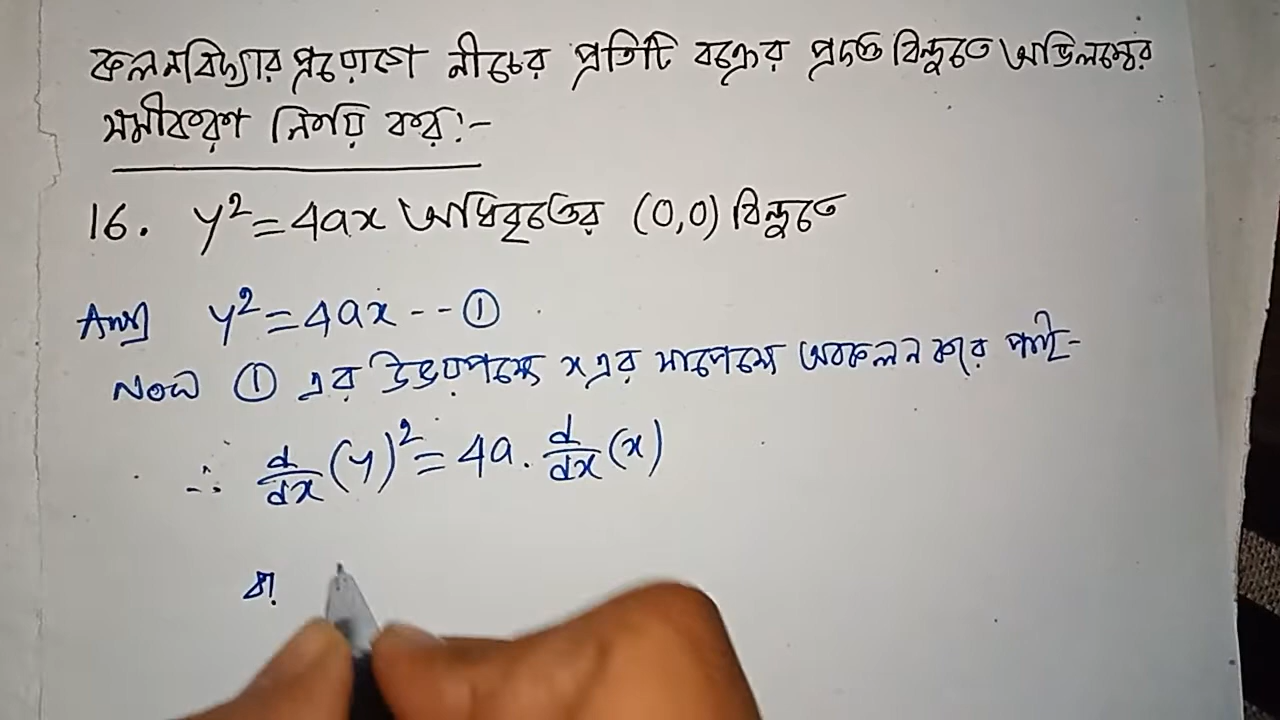 কলনবিদ্যার প্রয়োগে নীচের প্রতিটি বক্রের প্রদত্ত বিন্দুতে অভিলম্বের
সমীকরণ নির্ণয় কর:-
16. y² = 4ax অধিবৃত্তের (0,0) বিন্দুতে
Ans] y² = 4ax -- ①
Now ① এর উভয়পক্ষে x এর সাপেক্ষে অবকলন করে পাই-
∴ d/dx (y)² = 4a . d/dx (x)
বা,